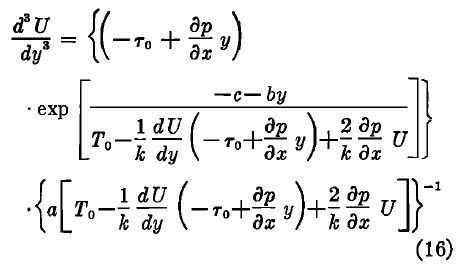 d³U/dy³ = {(−τ₀ + ∂p/∂x y)
· exp [ (−c−by) / (T₀ − 1/k dU/dy (−τ₀ + ∂p/∂x y) + 2/k ∂p/∂x U) ]}
· {a[T₀ − 1/k dU/dy (−τ₀ + ∂p/∂x y) + 2/k ∂p/∂x U]}⁻¹
(16)